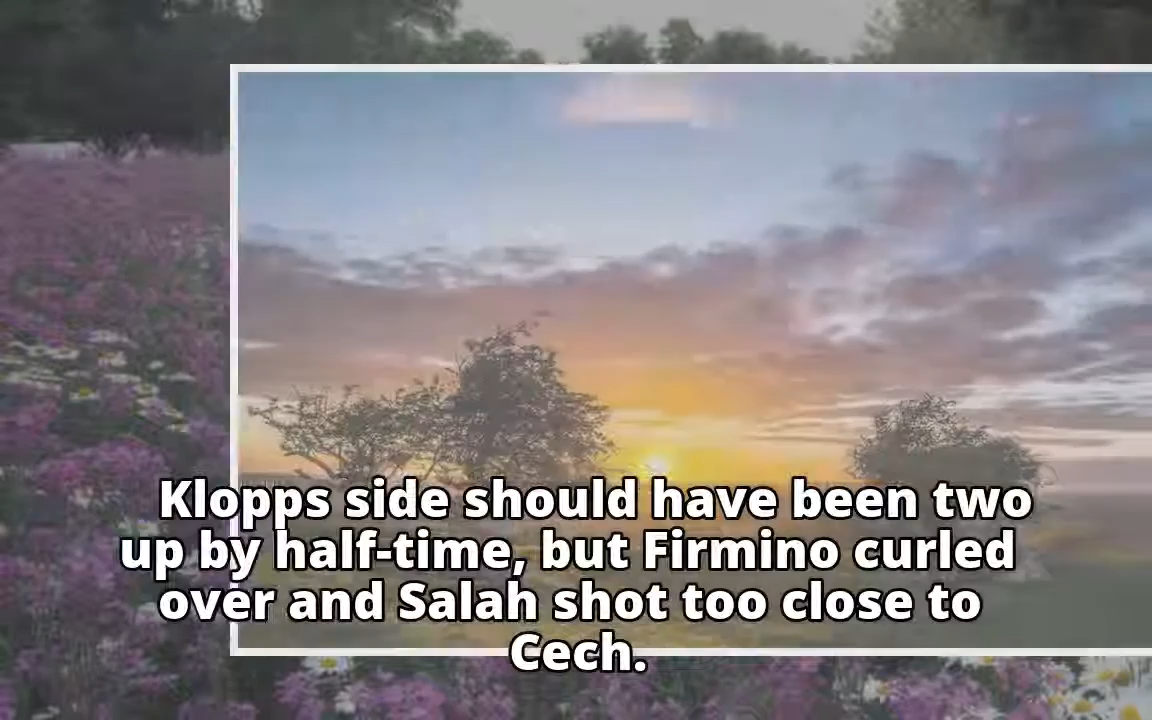 Klopps side should have been two
up by half-time, but Firmino curled
over and Salah shot too close to
Cech.